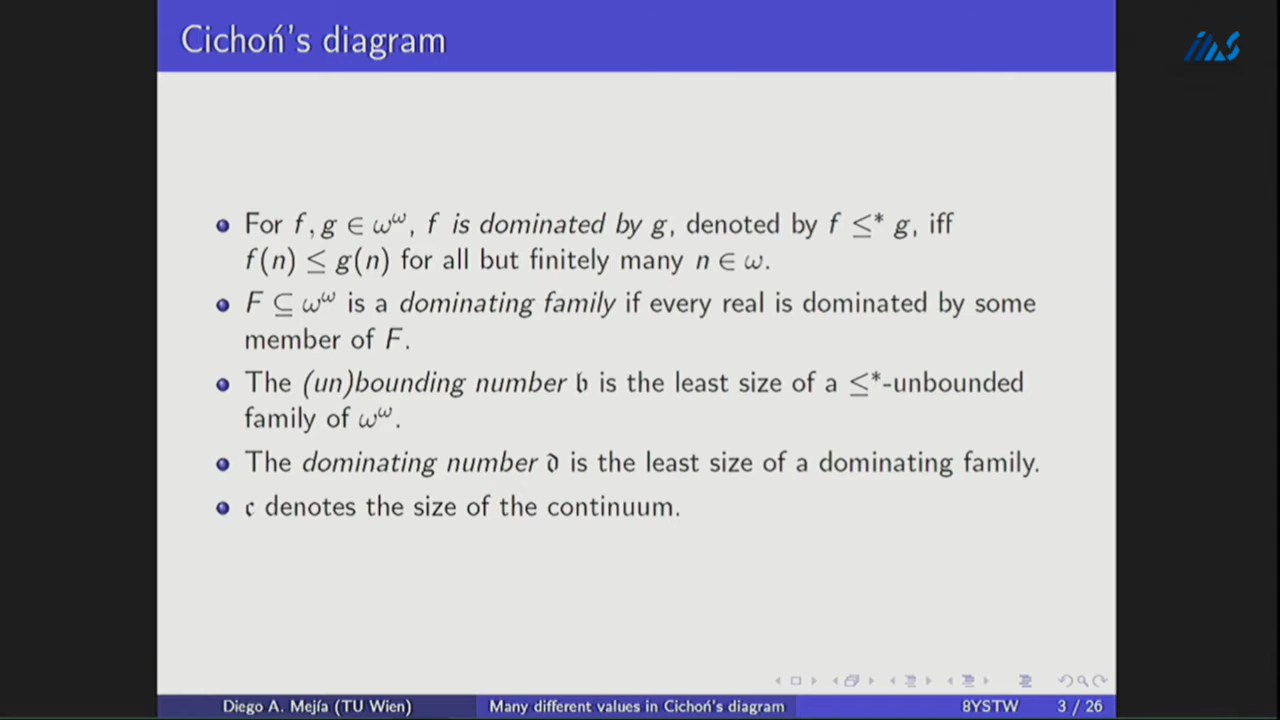 Cichoń's diagram
ims
For f, g ∈ ω^ω, f is dominated by g, denoted by f ≤* g, iff
f(n) ≤ g(n) for all but finitely many n ∈ ω.
F ⊆ ω^ω is a dominating family if every real is dominated by some
member of F.
The (un)bounding number 𝔟 is the least size of a ≤*-unbounded
family of ω^ω.
The dominating number 𝔡 is the least size of a dominating family.
𝔠 denotes the size of the continuum.
Diego A. Mejía (TU Wien) Many different values in Cichoń's diagram 8YSTW 3 / 26